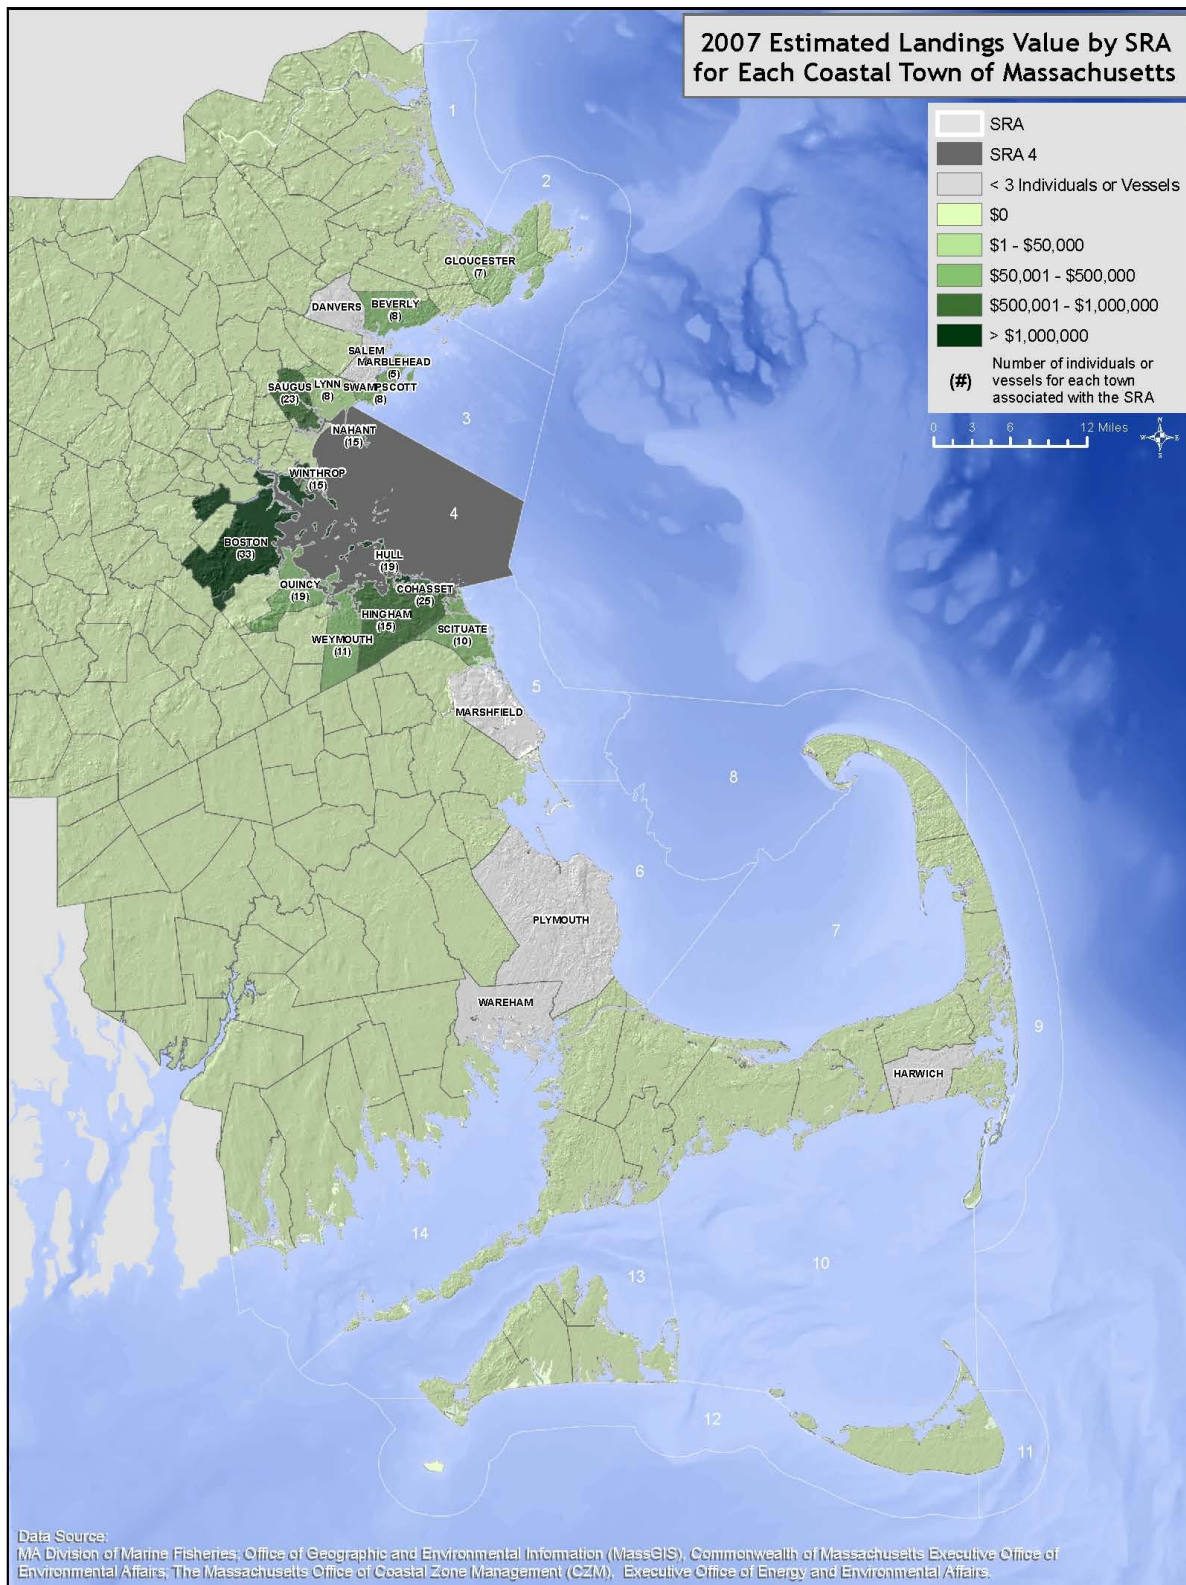 2007 Estimated Landings Value by SRA
for Each Coastal Town of Massachusetts
SRA
SRA 4
< 3 Individuals or Vessels
$0
$1 - $50,000
$50,001 - $500,000
$500,001 - $1,000,000
> $1,000,000
(#)
Number of individuals or
vessels for each town
associated with the SRA
0 3 6 12 Miles
N
W E
S
1
2
GLOUCESTER
(7)
DANVERS
BEVERLY
(8)
SALEM
MARBLEHEAD
(5)
SAUGUS
(23)
LYNN
(8)
SWAMPSCOTT
(8)
3
NAHANT
(15)
WINTHROP
(15)
4
BOSTON
(33)
HULL
(19)
QUINCY
(19)
COHASSET
(25)
HINGHAM
(15)
SCITUATE
(10)
WEYMOUTH
(11)
5
MARSHFIELD
8
6
PLYMOUTH
7
WAREHAM
9
HARWICH
14
10
13
12
11
Data Source:
MA Division of Marine Fisheries; Office of Geographic and Environmental Information (MassGIS), Commonwealth of Massachusetts Executive Office of
Environmental Affairs; The Massachusetts Office of Coastal Zone Management (CZM), Executive Office of Energy and Environmental Affairs.